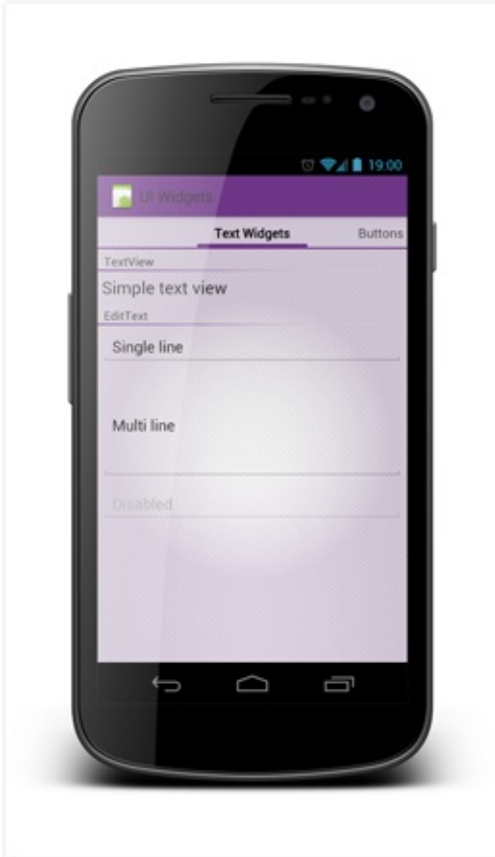 19:00
UI Widgets
Text Widgets
Buttons
TextView
Simple text view
EditText
Single line
Multi line
Disabled